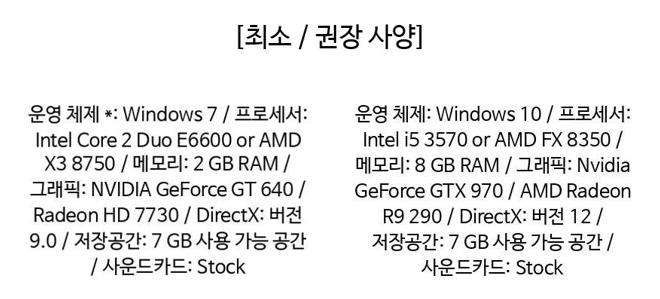 [최소 / 권장 사양]
운영 체제 *: Windows 7 / 프로세서:
Intel Core 2 Duo E6600 or AMD
X3 8750 / 메모리: 2 GB RAM /
그래픽: NVIDIA GeForce GT 640 /
Radeon HD 7730 / DirectX: 버전
9.0 / 저장공간: 7 GB 사용 가능 공간
/ 사운드카드: Stock
운영 체제: Windows 10 / 프로세서:
Intel i5 3570 or AMD FX 8350 /
메모리: 8 GB RAM / 그래픽: Nvidia
GeForce GTX 970 / AMD Radeon
R9 290 / DirectX: 버전 12 /
저장공간: 7 GB 사용 가능 공간 /
사운드카드: Stock